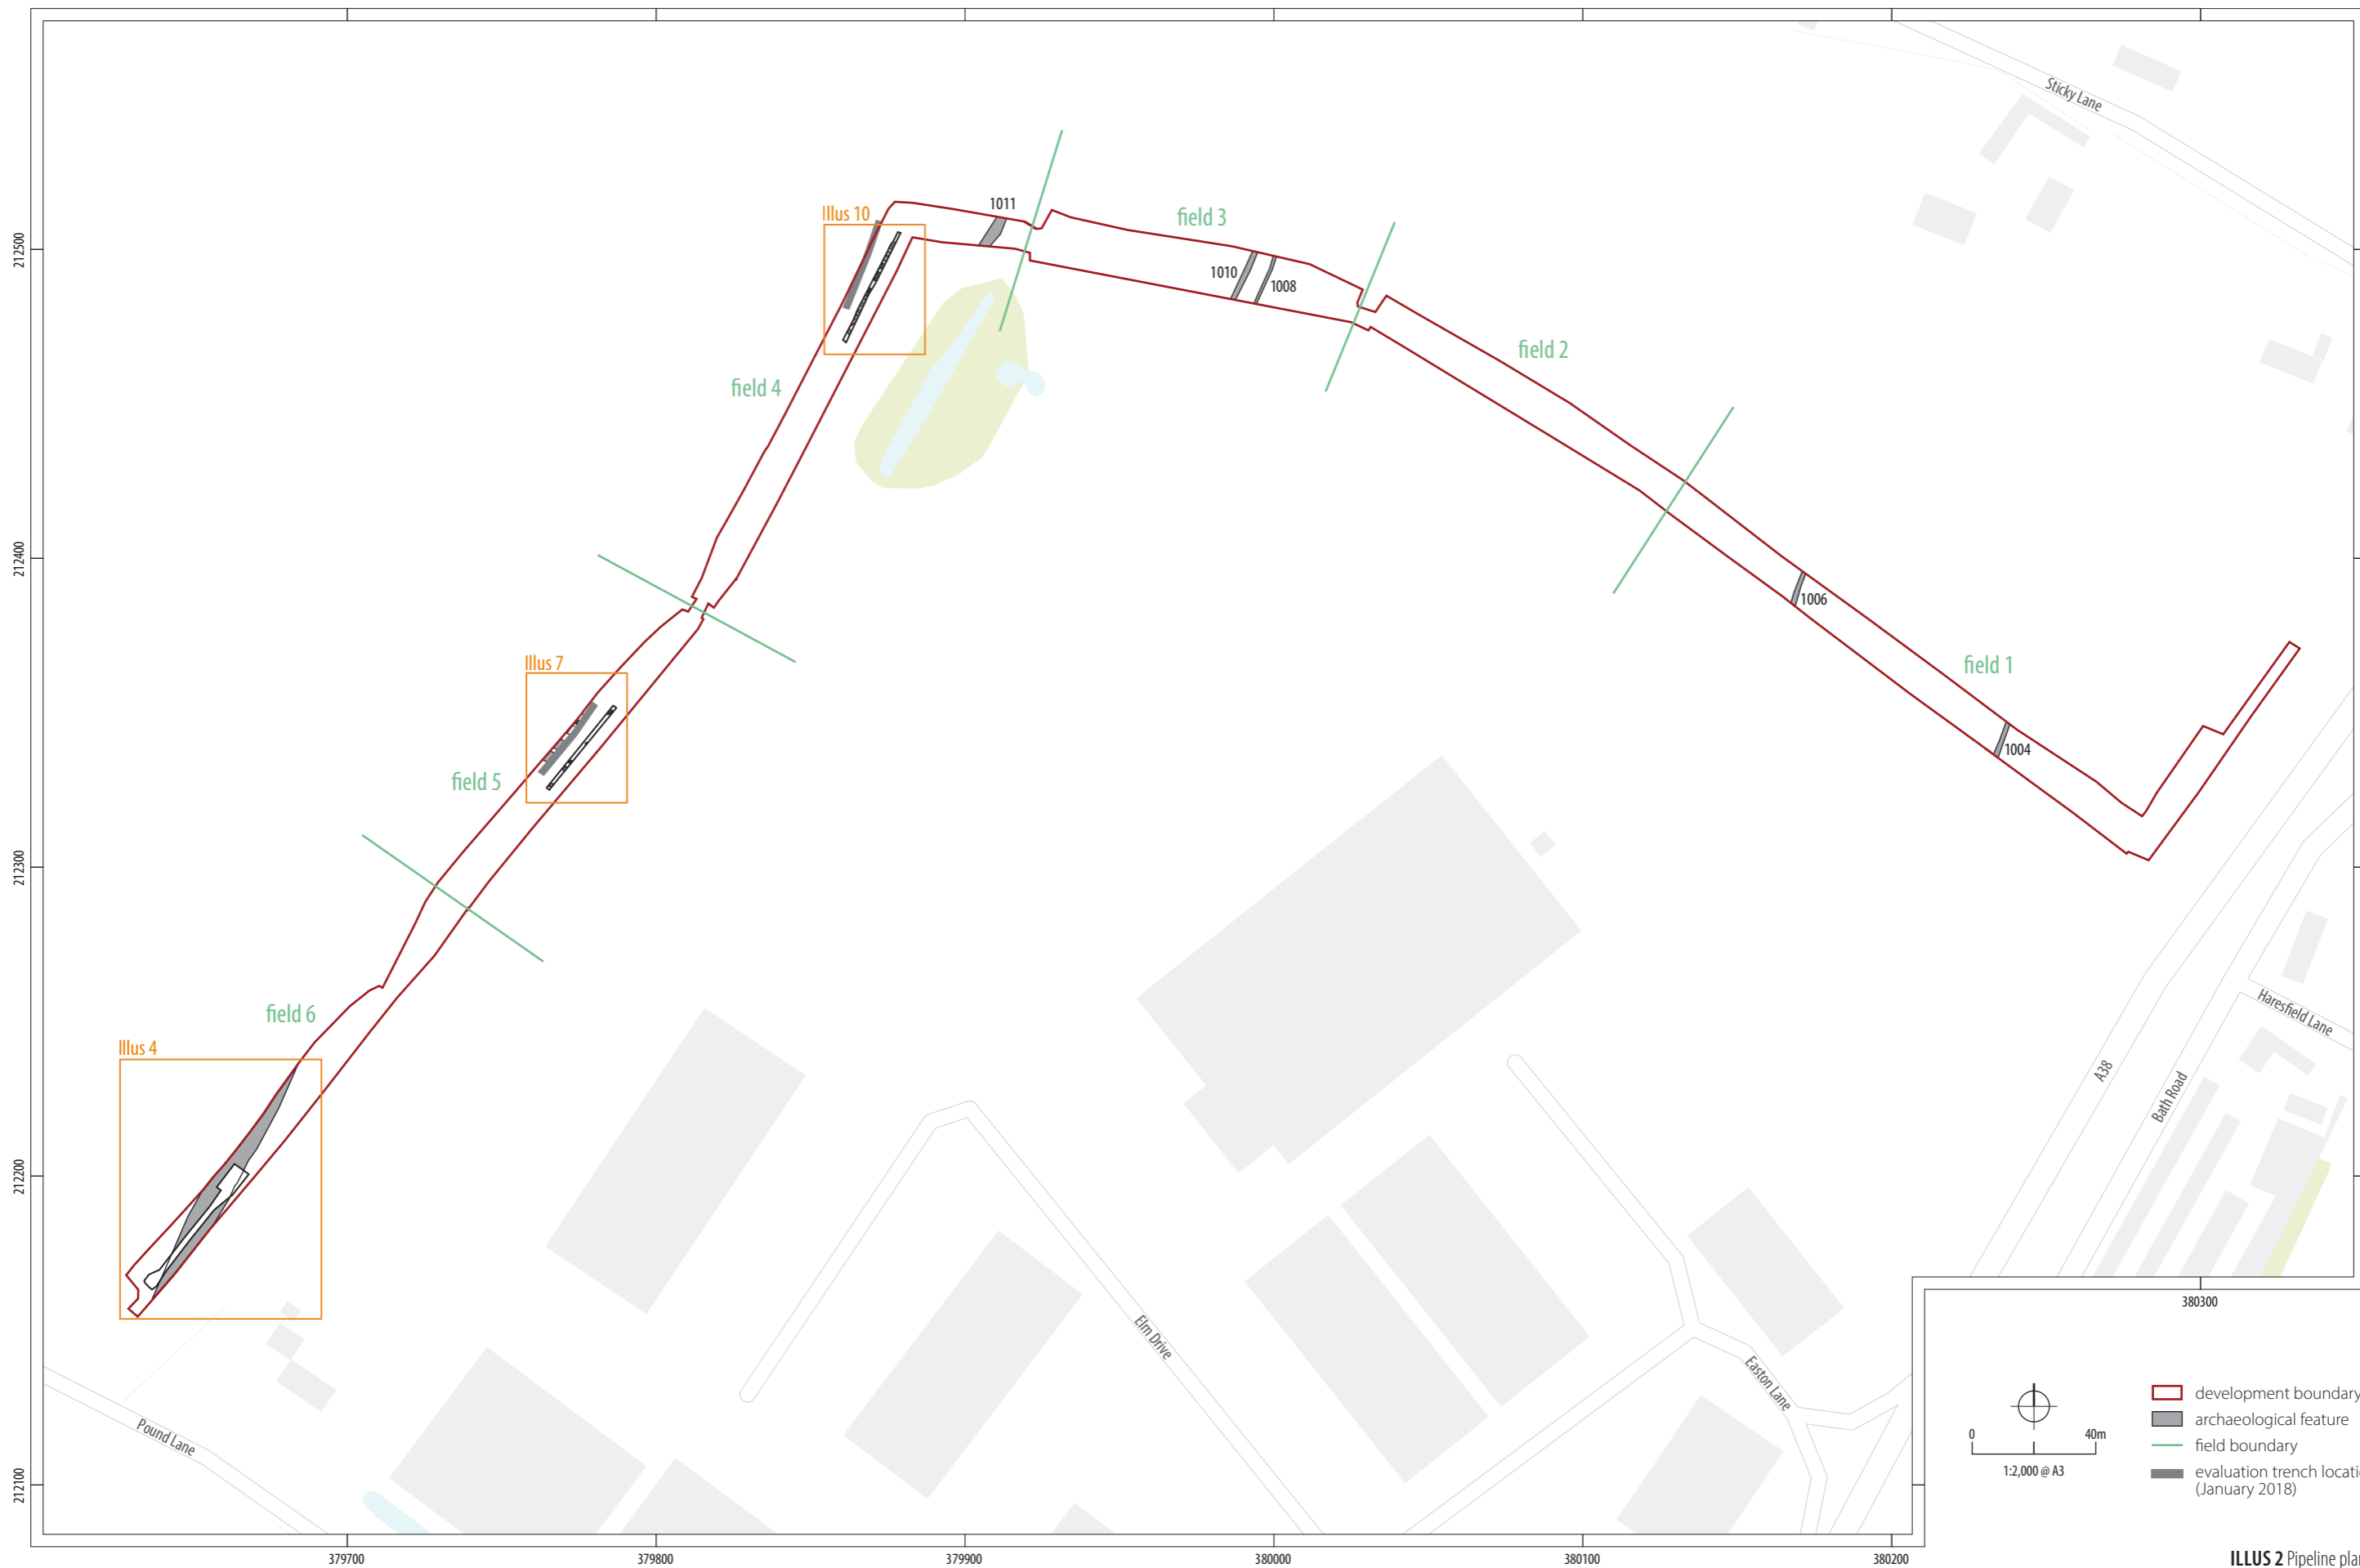 Sticky Lane
1011
field 3
Illus 10
212500
1010
1008
field 2
field 4
212400
1006
Illus 7
field 1
1004
field 5
212300
field 6
Haresfield Lane
Illus 4
A38
Bath Road
212200
380300
Elm Drive
Easton Lane
Pound Lane
0 40m
1:2,000 @ A3
development boundary
archaeological feature
field boundary
evaluation trench locati
(January 2018)
212100
379700 379800 379900 380000 380100 380200
ILLUS 2 Pipeline plan